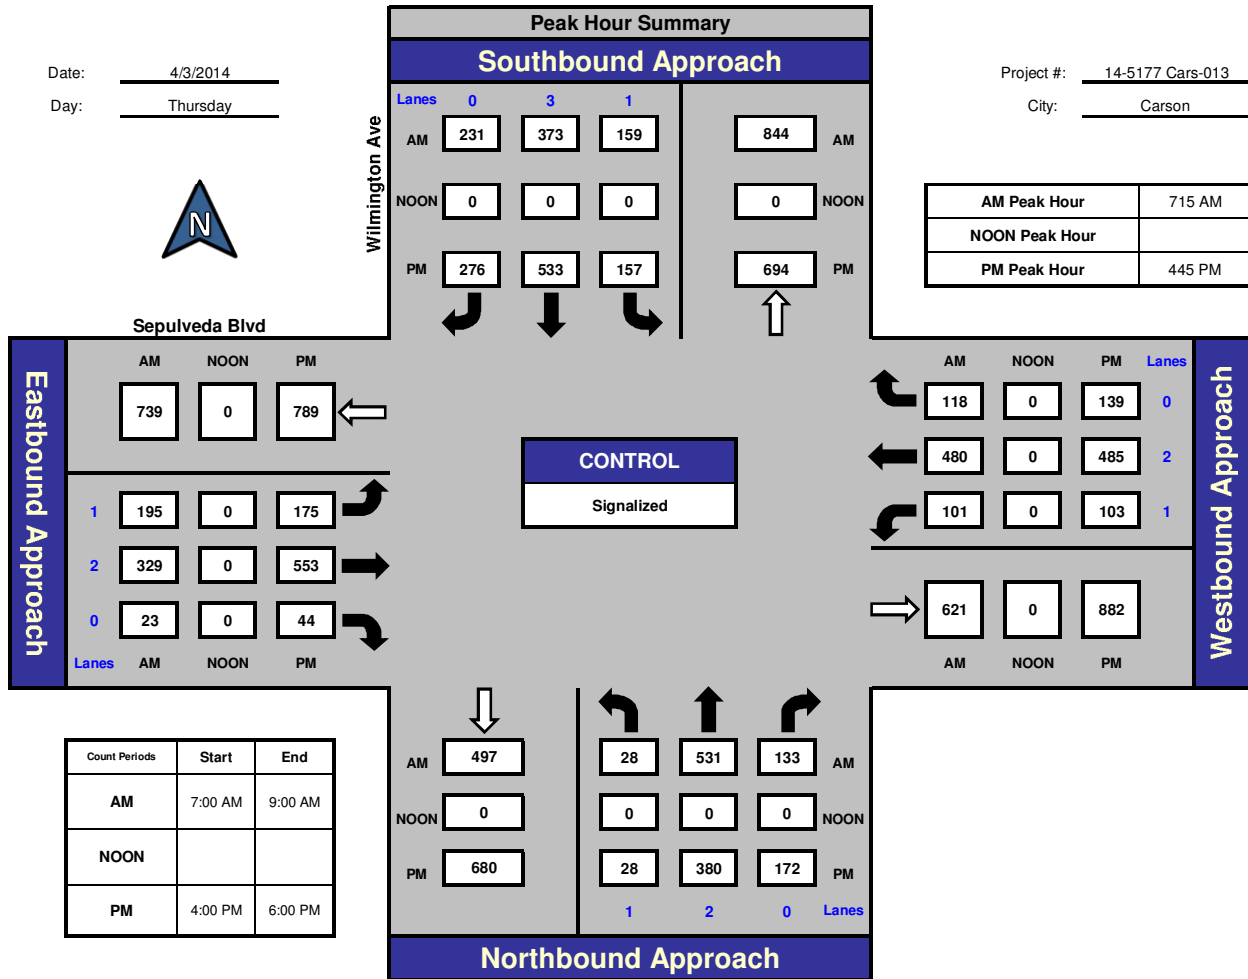 Peak Hour Summary
Southbound Approach
Date: 4/3/2014
Day: Thursday
Project #: 14-5177 Cars-013
City: Carson
N
Wilmington Ave
Lanes 0 3 1
AM 231 373 159 844 AM
NOON 0 0 0 0 NOON
PM 276 533 157 694 PM
AM Peak Hour 715 AM
NOON Peak Hour
PM Peak Hour 445 PM
Sepulveda Blvd
Eastbound Approach
AM NOON PM
739 0 789
1 195 0 175
2 329 0 553
0 23 0 44
Lanes AM NOON PM
CONTROL
Signalized
AM NOON PM Lanes
118 0 139 0
480 0 485 2
101 0 103 1
621 0 882
AM NOON PM
Westbound Approach
Count Periods Start End
AM 7:00 AM 9:00 AM
NOON
PM 4:00 PM 6:00 PM
AM 497 28 531 133 AM
NOON 0 0 0 0 NOON
PM 680 28 380 172 PM
1 2 0 Lanes
Northbound Approach